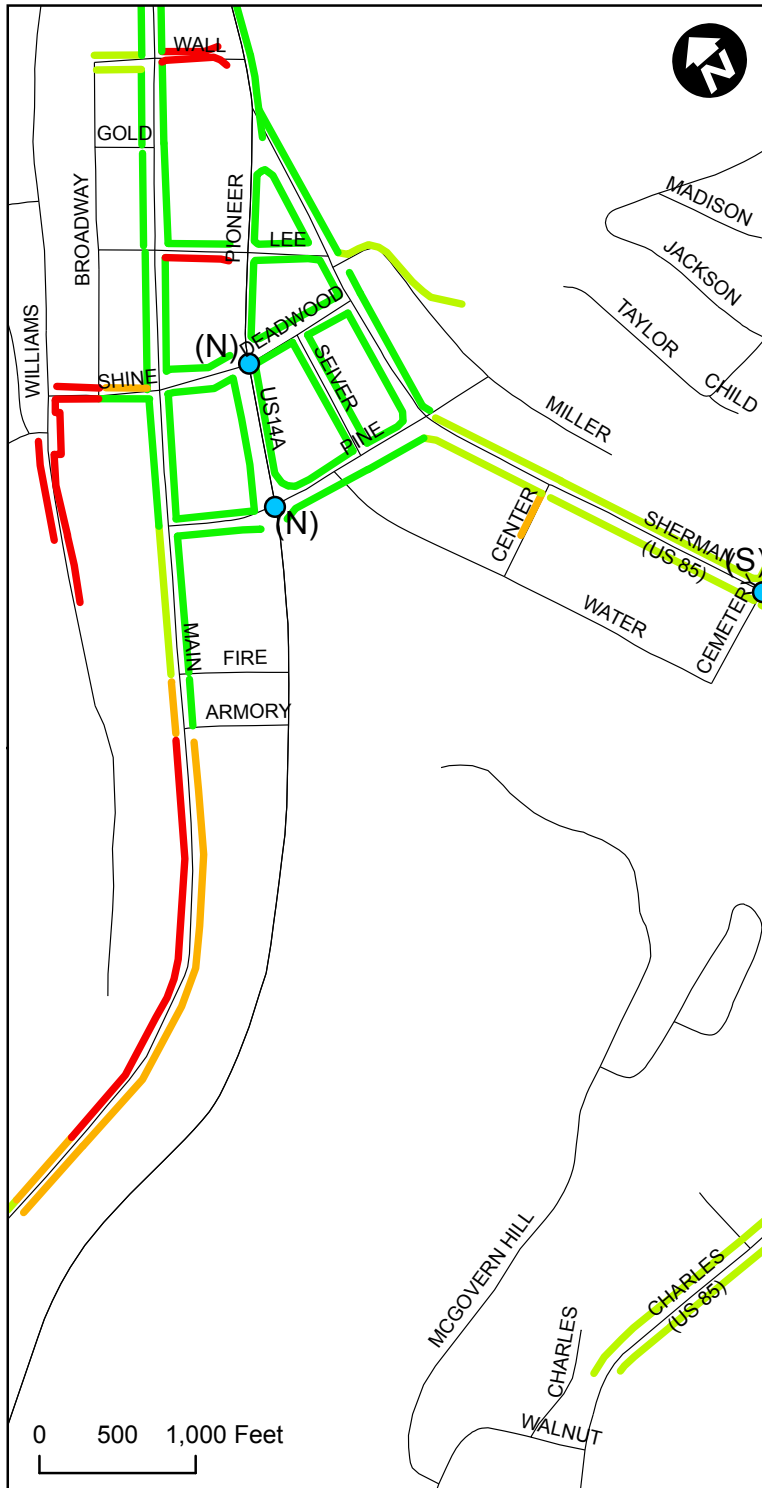 WALL
N
GOLD
MADISON
BROADWAY
PIONEER
LEE
JACKSON
WILLIAMS
(N)
DEADWOOD
TAYLOR
SHINE
SEIVER
CHILD
US14A
PINE
MILLER
(N)
CENTER
SHERMAN
(US 85)
(S)
WATER
CEMETERY
MAIN
FIRE
ARMORY
MCGOVERN HILL
CHARLES
(US 85)
CHARLES
WALNUT
0 500 1,000 Feet